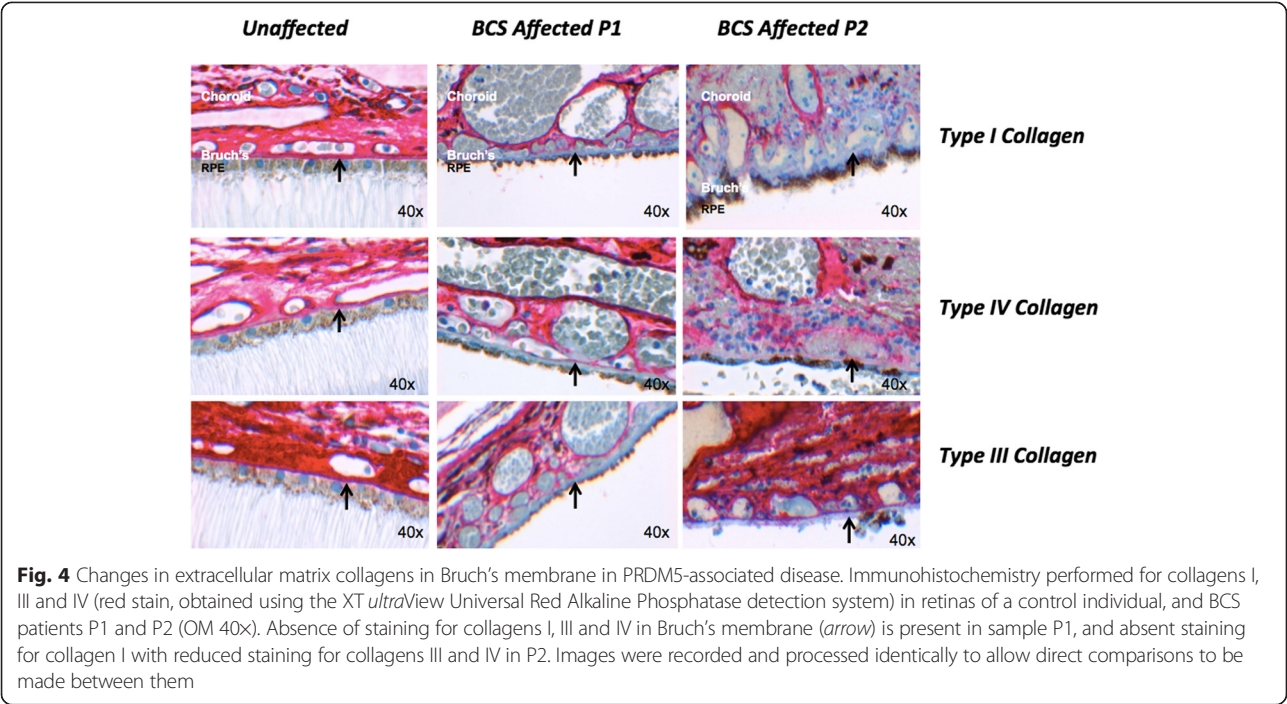 Unaffected BCS Affected P1 BCS Affected P2
Choroid Choroid Choroid
Type I Collagen
Bruch's Bruch's Bruch's
RPE RPE RPE
40x 40x 40x
Type IV Collagen
40x 40x 40x
Type III Collagen
40x 40x 40x
Fig. 4 Changes in extracellular matrix collagens in Bruch's membrane in PRDM5-associated disease. Immunohistochemistry performed for collagens I,
III and IV (red stain, obtained using the XT ultraView Universal Red Alkaline Phosphatase detection system) in retinas of a control individual, and BCS
patients P1 and P2 (OM 40×). Absence of staining for collagens I, III and IV in Bruch's membrane (arrow) is present in sample P1, and absent staining
for collagen I with reduced staining for collagens III and IV in P2. Images were recorded and processed identically to allow direct comparisons to be
made between them